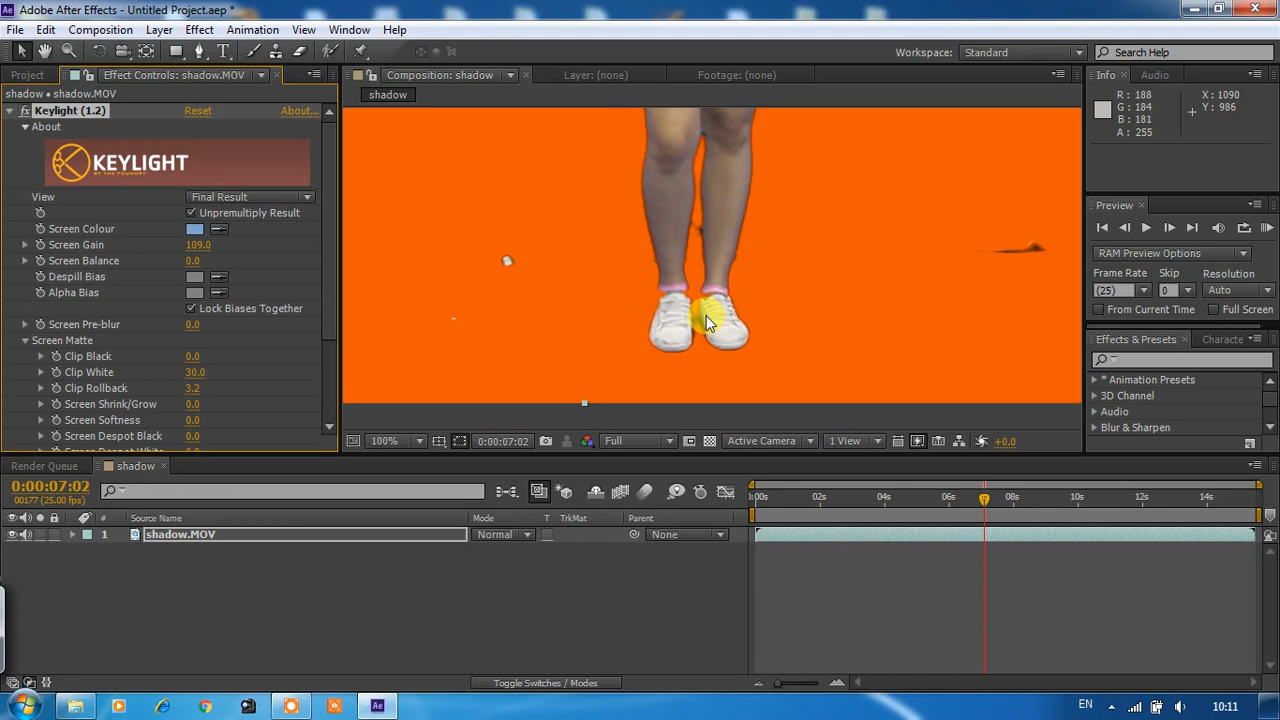 Adobe After Effects - Untitled Project.aep *
File Edit Composition Layer Effect Animation View Window Help
Workspace: Standard Search Help
Project Effect Controls: shadow.MOV Composition: shadow Layer: (none) Footage: (none) Info Audio
shadow • shadow.MOV
shadow
fx Keylight (1.2) Reset About...
About
KEYLIGHT
BY THE FOUNDRY
View Final Result
Unpremultiply Result
Screen Colour
Screen Gain 109.0
Screen Balance 0.0
Despill Bias
Alpha Bias
Lock Biases Together
Screen Pre-blur 0.0
Screen Matte
Clip Black 0.0
Clip White 30.0
Clip Rollback 3.2
Screen Shrink/Grow 0.0
Screen Softness 0.0
Screen Despot Black 0.0
R: 188 X: 1090
G: 184 Y: 986
B: 181
A: 255
Preview
RAM Preview Options
Frame Rate Skip Resolution
(25) 0 Auto
From Current Time Full Screen
Effects & Presets Characte
* Animation Presets
3D Channel
Audio
Blur & Sharpen
100% 0:00:07:02 Full Active Camera 1 View +0.0
Render Queue shadow
0:00:07:02
00177 (25.00 fps)
:00s 02s 04s 06s 08s 10s 12s 14s
# Source Name Mode T TrkMat Parent
1 shadow.MOV Normal None
Toggle Switches / Modes
Ae EN 10:11